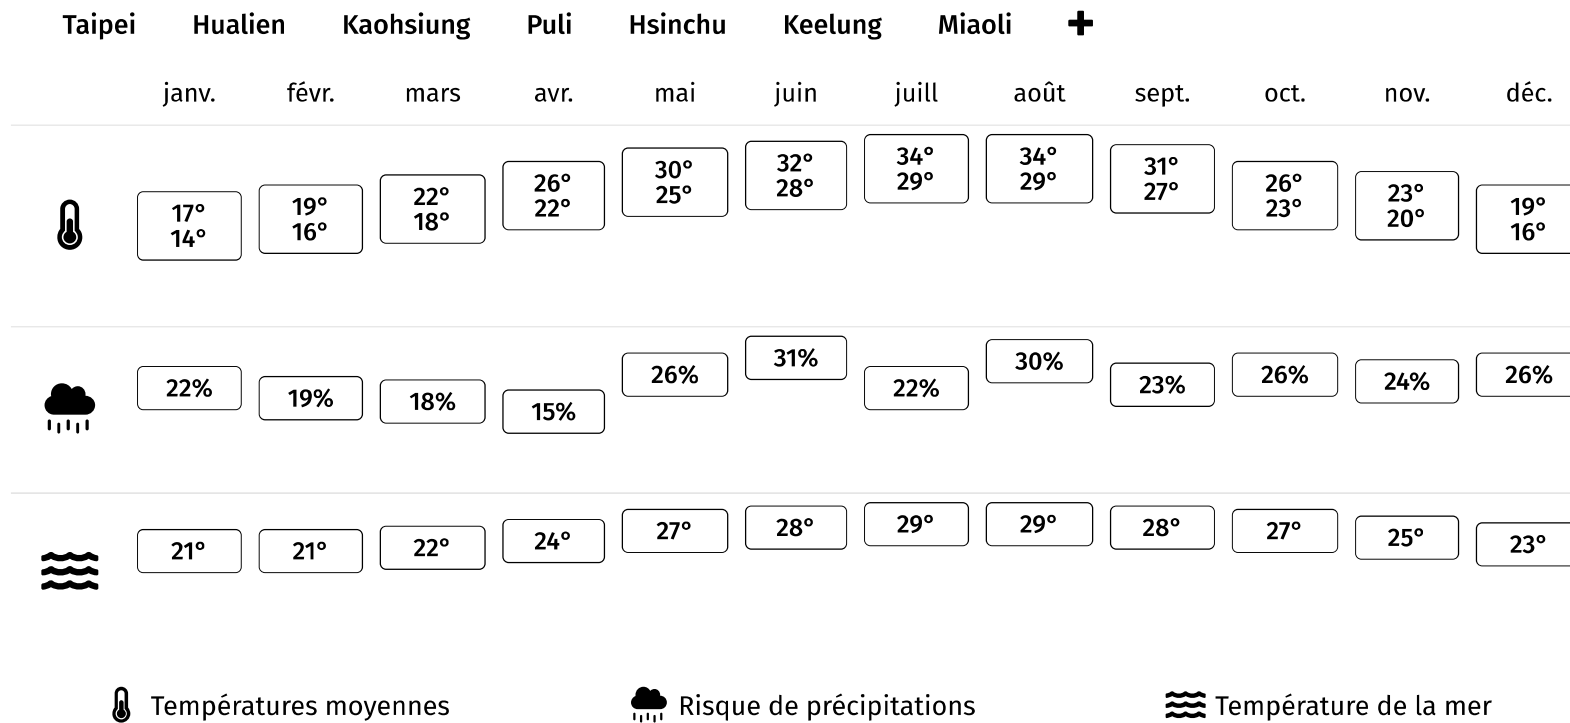 Taipei Hualien Kaohsiung Puli Hsinchu Keelung Miaoli
janv. févr. mars avr. mai juin juill août sept. oct. nov. déc.
17° 19° 22° 26° 30° 32° 34° 34° 31° 26° 23° 19°
14° 16° 18° 22° 25° 28° 29° 29° 27° 23° 20° 16°
22% 19% 18% 15% 26% 31% 22% 30% 23% 26% 24% 26%
21° 21° 22° 24° 27° 28° 29° 29° 28° 27° 25° 23°
Températures moyennes Risque de précipitations Température de la mer